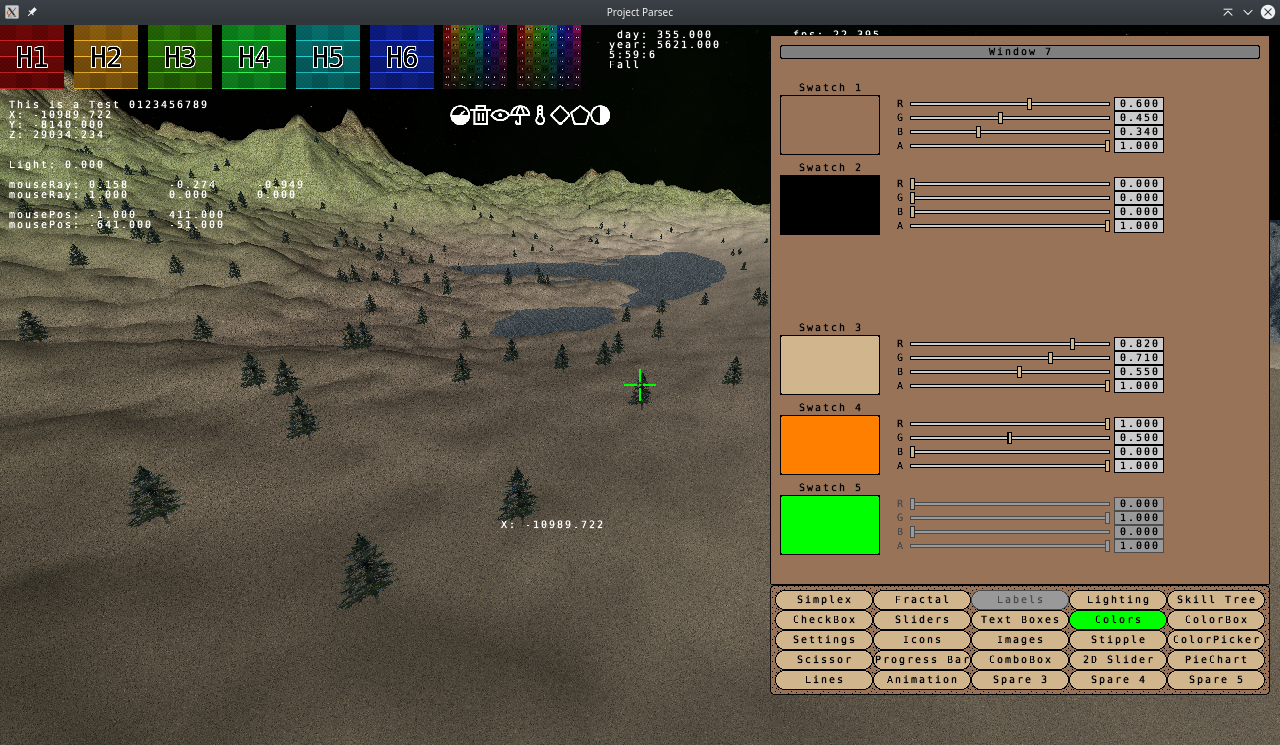 Project Parsec
H1 H2 H3 H4 H5 H6
day: 355.000
year: 5621.000
5:59:6
Fall
fps: 22.395
This is a Test 0123456789
X: -10989.722
Y: -8140.000
Z: 29034.234
Light: 0.000
mouseRay: 0.158 -0.274 -0.949
mouseRay: 1.000 0.000 0.000
mousePos: -1.000 411.000
mousePos: -641.000 -51.000
X: -10989.722
Window 7
Swatch 1
R 0.600
G 0.450
B 0.340
A 1.000
Swatch 2
R 0.000
G 0.000
B 0.000
A 1.000
Swatch 3
R 0.820
G 0.710
B 0.550
A 1.000
Swatch 4
R 1.000
G 0.500
B 0.000
A 1.000
Swatch 5
R 0.000
G 1.000
B 0.000
A 1.000
Simplex Fractal Labels Lighting Skill Tree
CheckBox Sliders Text Boxes Colors ColorBox
Settings Icons Images Stipple ColorPicker
Scissor Progress Bar ComboBox 2D Slider PieChart
Lines Animation Spare 3 Spare 4 Spare 5